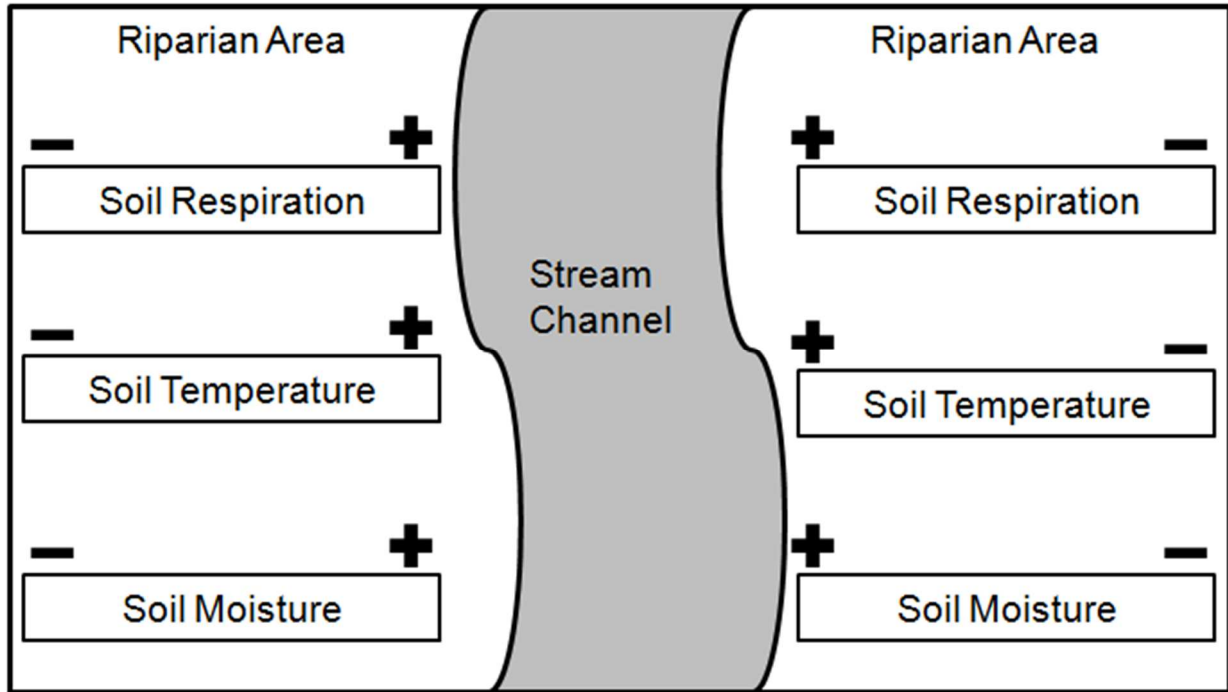 Riparian Area
− +
Soil Respiration
− +
Soil Temperature
− +
Soil Moisture
Stream
Channel
Riparian Area
+ −
Soil Respiration
+ −
Soil Temperature
+ −
Soil Moisture